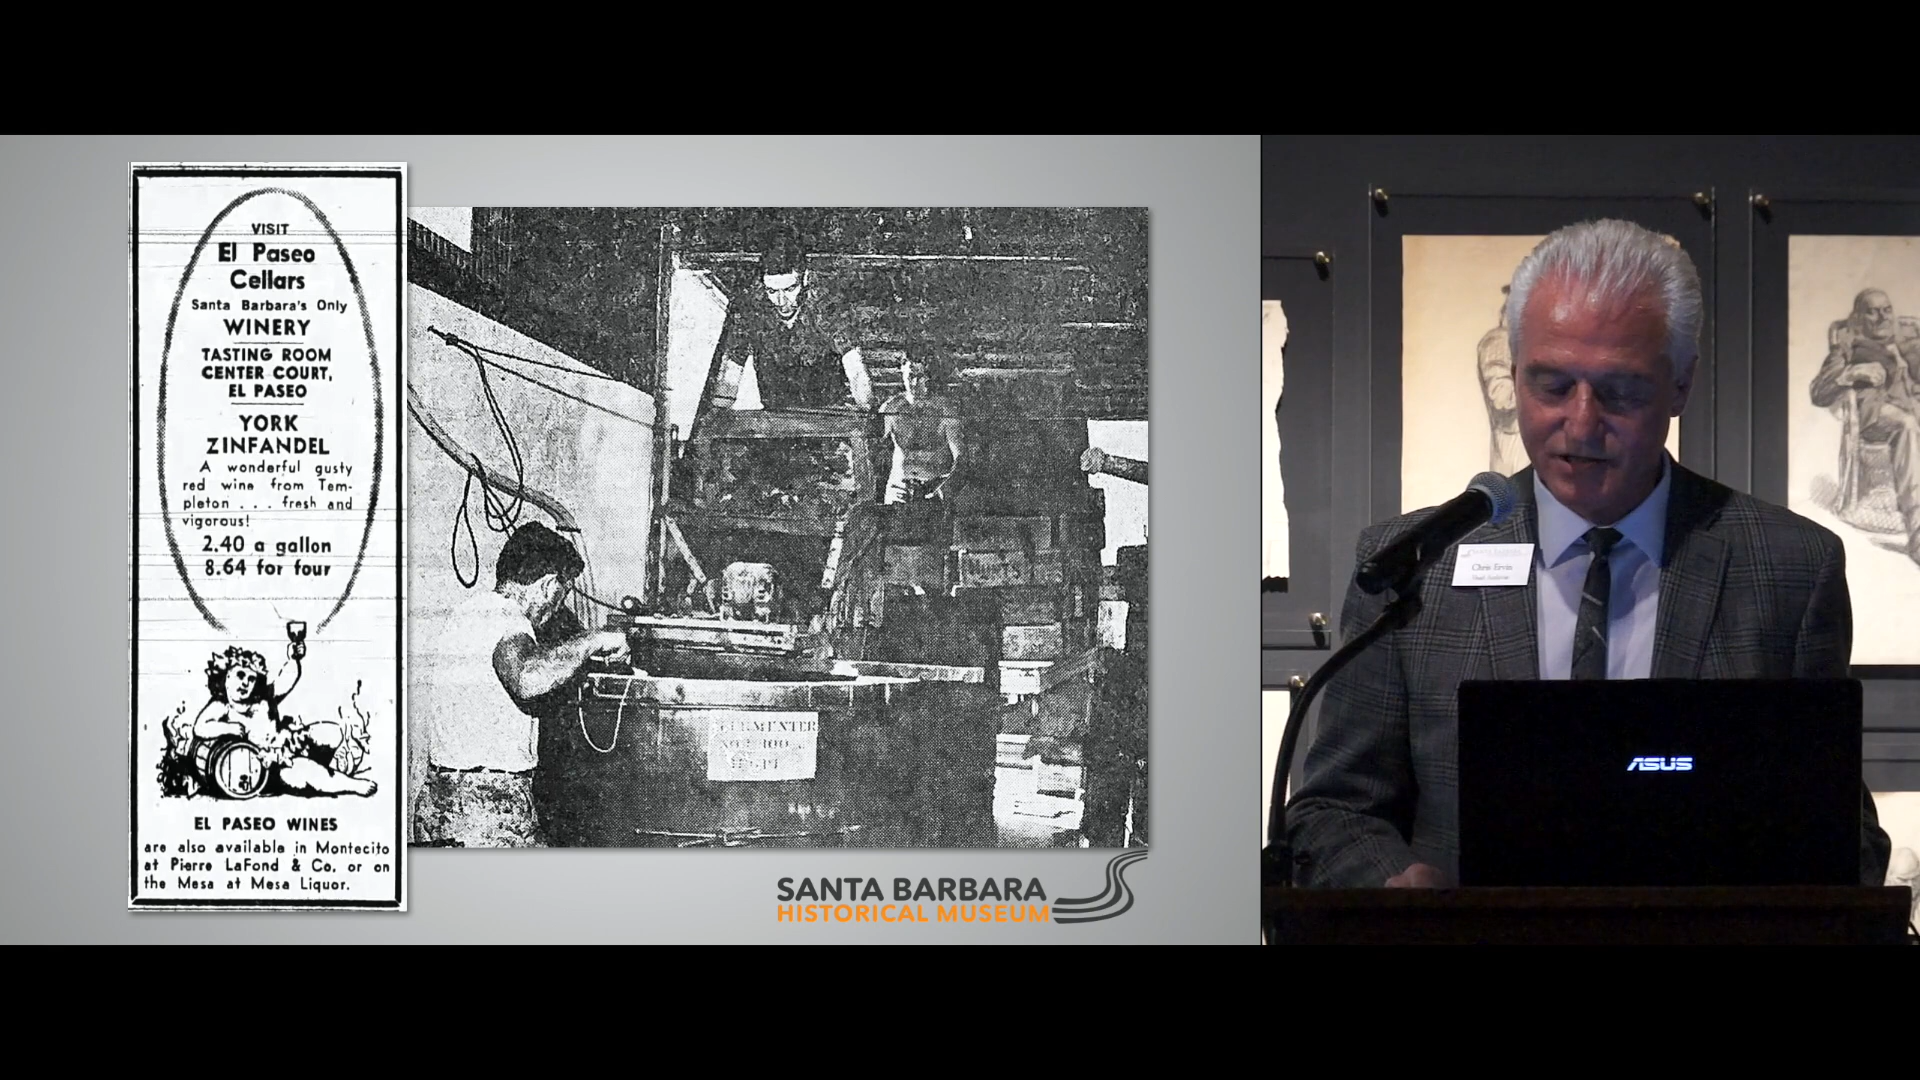 VISIT
El Paseo
Cellars
Santa Barbara's Only
WINERY
TASTING ROOM
CENTER COURT,
EL PASEO
YORK
ZINFANDEL
A wonderful gusty
red wine from Tem-
pleton . . . fresh and
vigorous!
2.40 a gallon
8.64 for four
EL PASEO WINES
are also available in Montecito
at Pierre LaFond & Co. or on
the Mesa at Mesa Liquor.
FERMENTER
SANTA BARBARA
HISTORICAL MUSEUM
Chris Ervin
ASUS